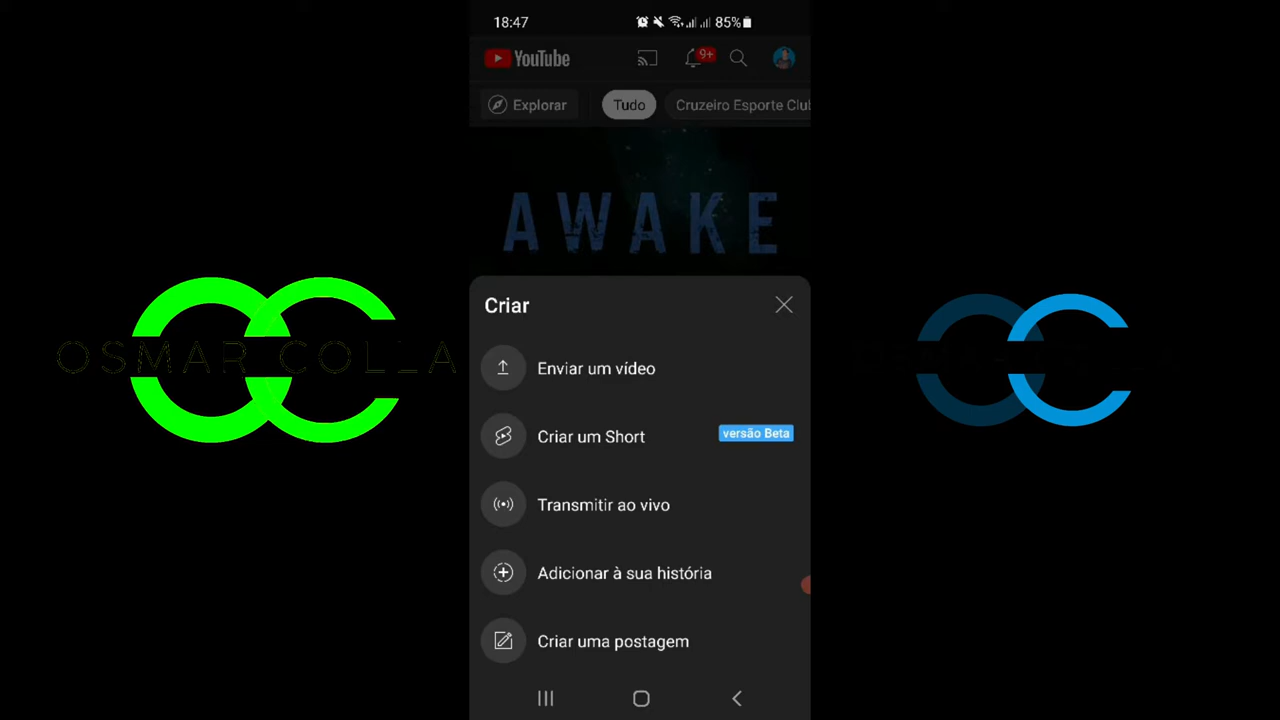 18:47
85%
YouTube
9+
Explorar
Tudo
Cruzeiro Esporte Club
AWAKE
OSMAR COLLA
Criar
Enviar um vídeo
Criar um Short
versão Beta
Transmitir ao vivo
Adicionar à sua história
Criar uma postagem